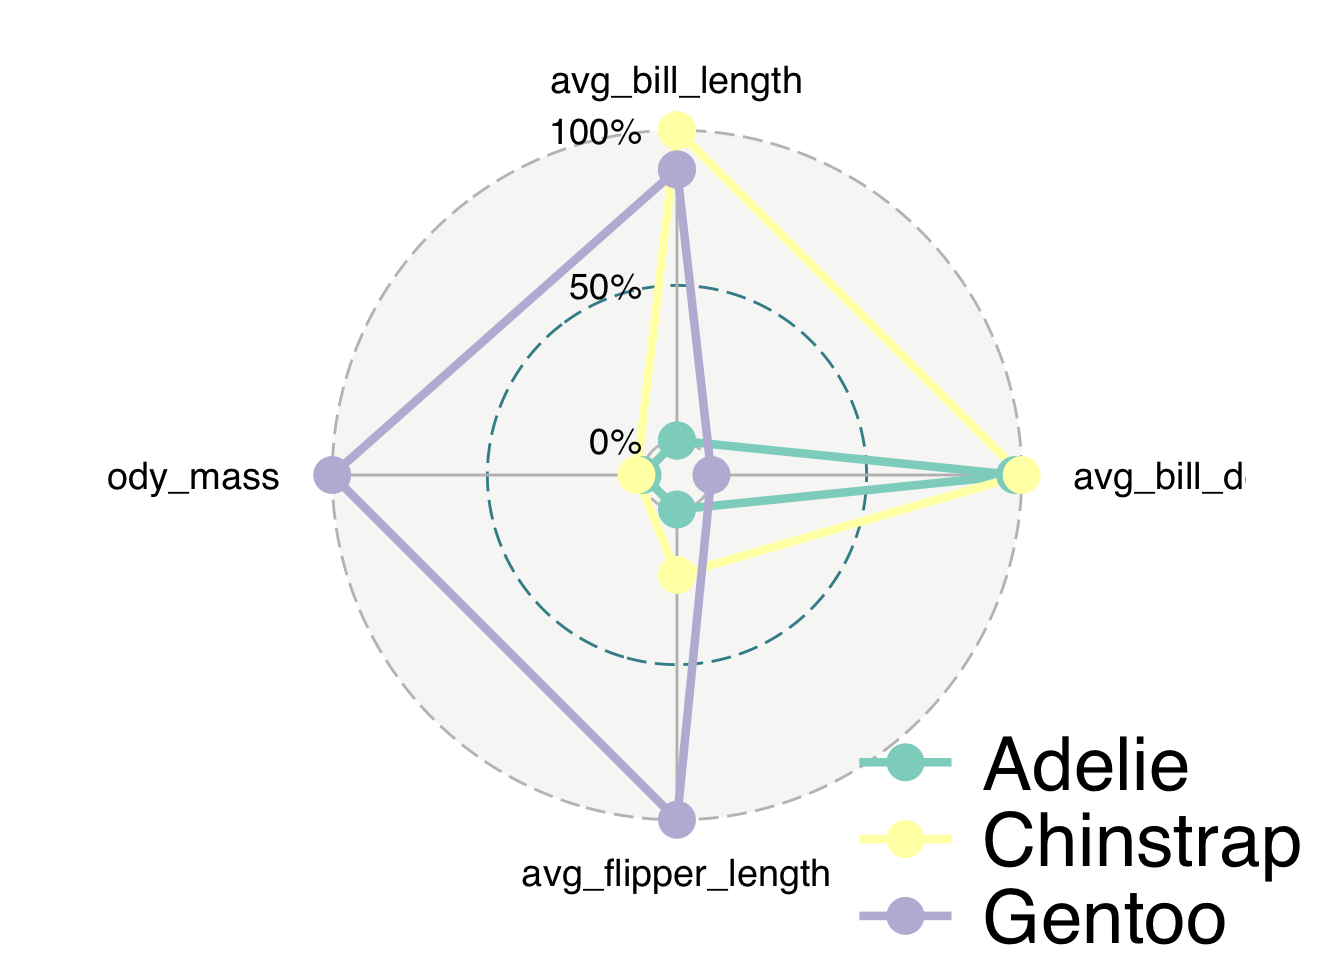 avg_bill_length
100%
50%
0%
ody_mass
avg_bill_d
avg_flipper_length
Adelie
Chinstrap
Gentoo